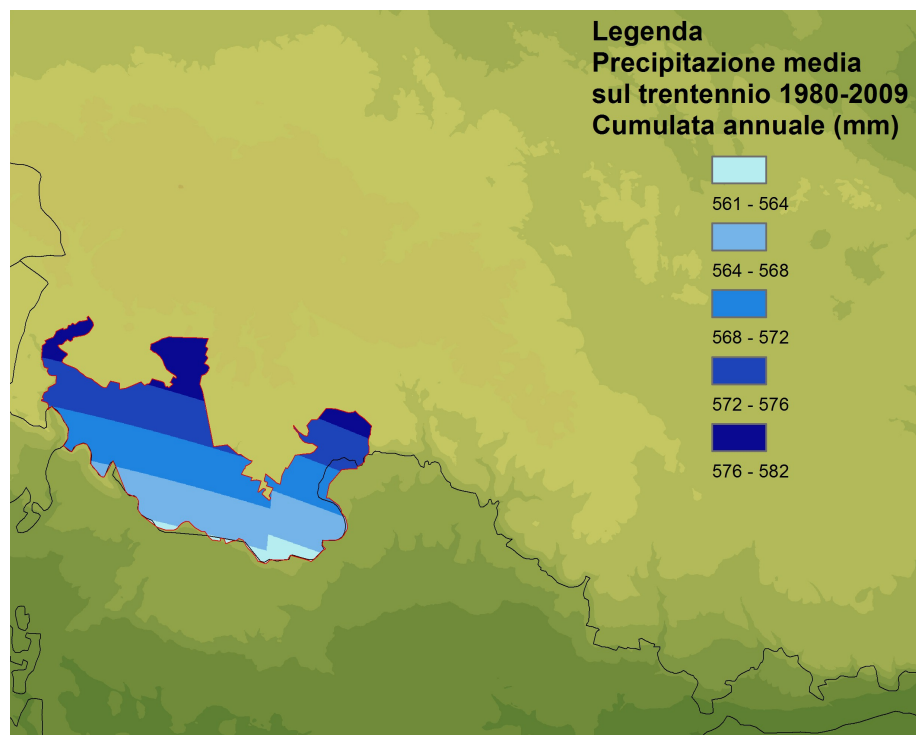 Legenda
Precipitazione media
sul trentennio 1980-2009
Cumulata annuale (mm)
561 - 564
564 - 568
568 - 572
572 - 576
576 - 582